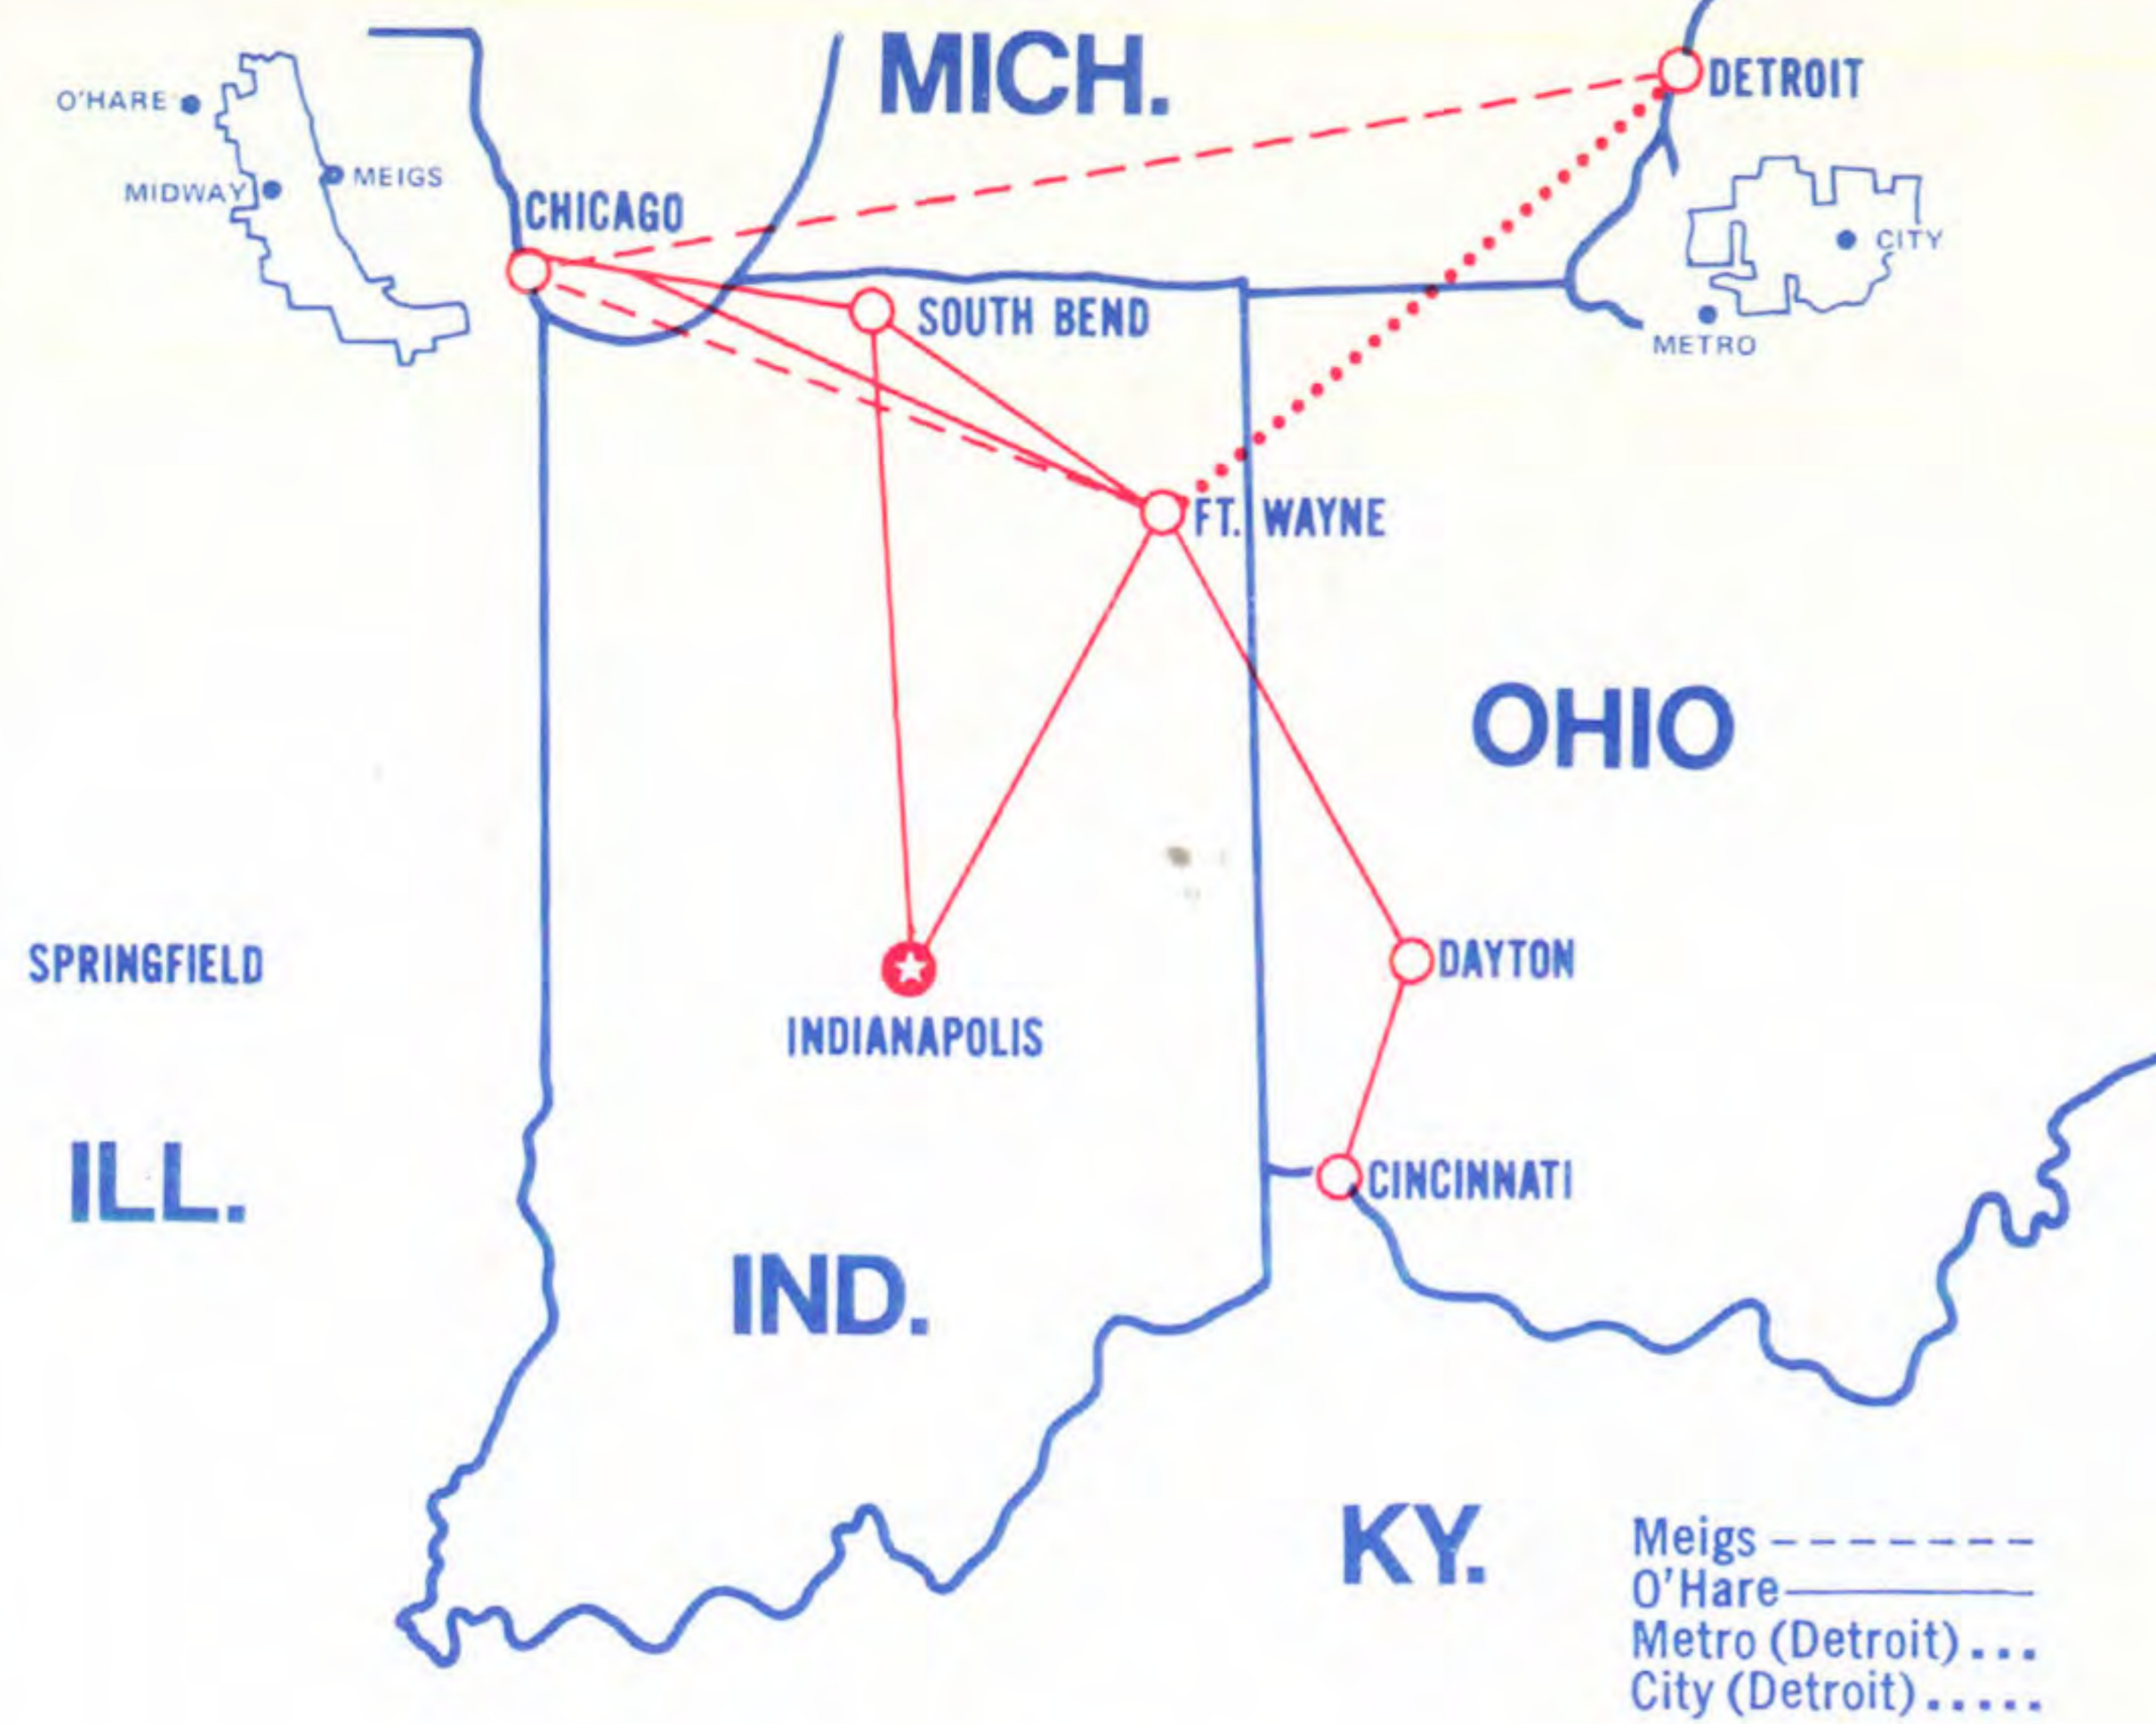 MICH.
DETROIT
O'HARE
MIDWAY
MEIGS
CHICAGO
CITY
METRO
SOUTH BEND
FT. WAYNE
OHIO
SPRINGFIELD
DAYTON
INDIANAPOLIS
ILL.
CINCINNATI
IND.
KY.
Meigs
O'Hare
Metro (Detroit) ...
City (Detroit) .....